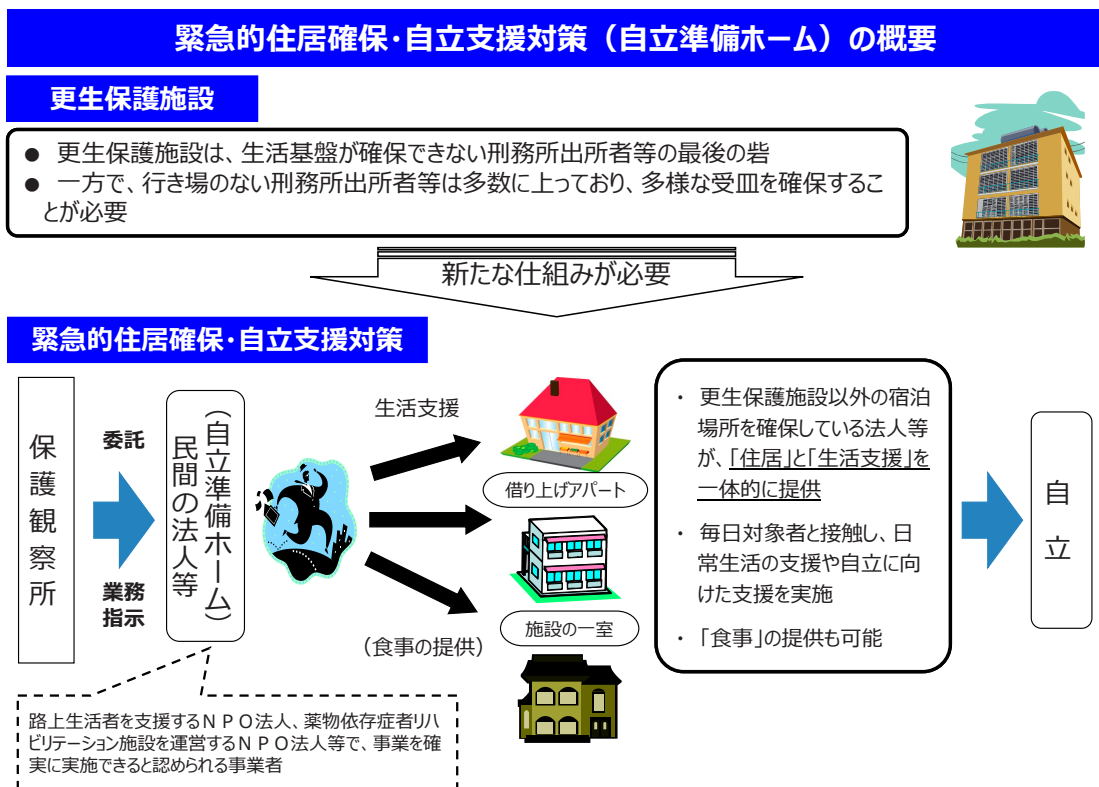 緊急的住居確保・自立支援対策（自立準備ホーム）の概要
更生保護施設
● 更生保護施設は、生活基盤が確保できない刑務所出所者等の最後の砦
● 一方で、行き場のない刑務所出所者等は多数に上っており、多様な受皿を確保するこ
とが必要
新たな仕組みが必要
緊急的住居確保・自立支援対策
保護観察所
委託
業務
指示
（自立準備ホーム）
民間の法人等
生活支援
（食事の提供）
借り上げアパート
施設の一室
・ 更生保護施設以外の宿泊
場所を確保している法人等
が、「住居」と「生活支援」を
一体的に提供
・ 毎日対象者と接触し、日
常生活の支援や自立に向
けた支援を実施
・ 「食事」の提供も可能
自立
路上生活者を支援するＮＰＯ法人、薬物依存症者リハ
ビリテーション施設を運営するＮＰＯ法人等で、事業を確
実に実施できると認められる事業者